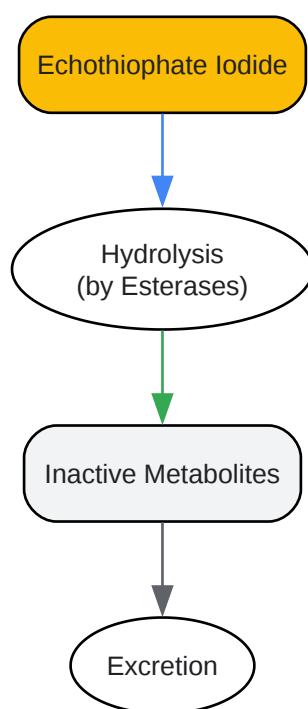 Echothiophate Iodide
Hydrolysis
(by Esterases)
Inactive Metabolites
Excretion